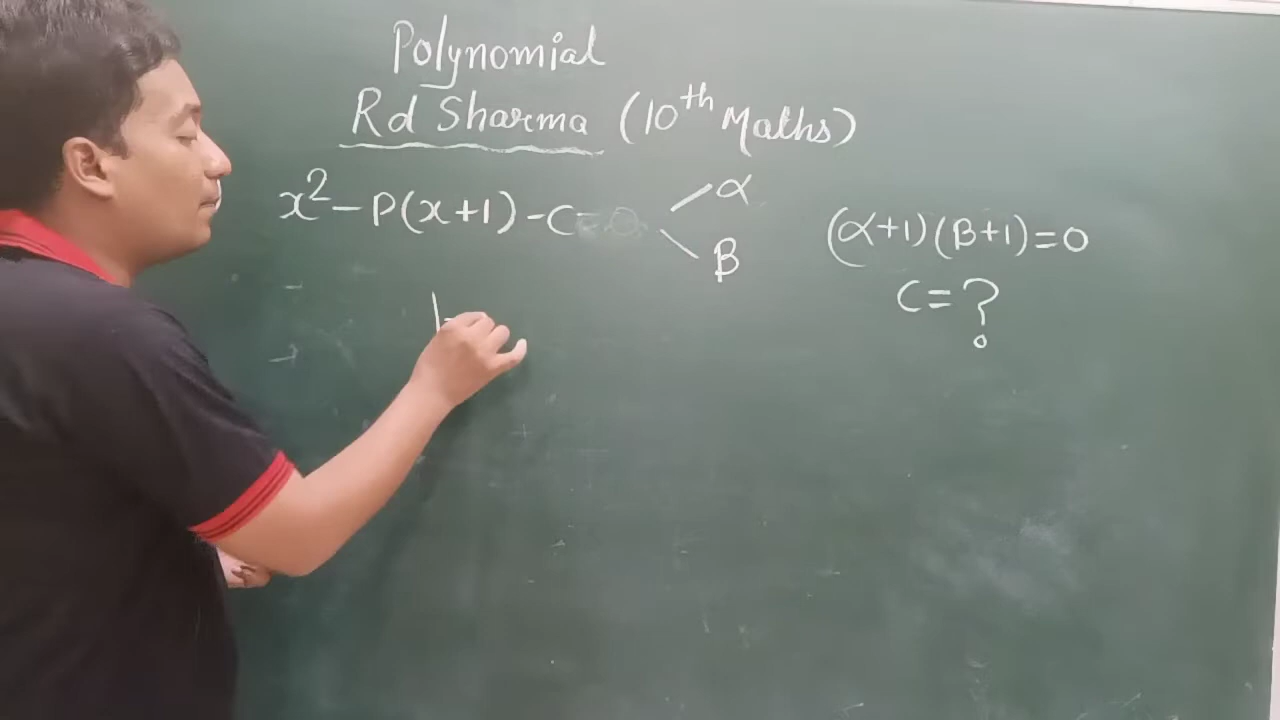 Polynomial
Rd Sharma (10th Maths)
x² - P(x+1) - C = 0
α
β
(α+1)(β+1)=0
C = ?